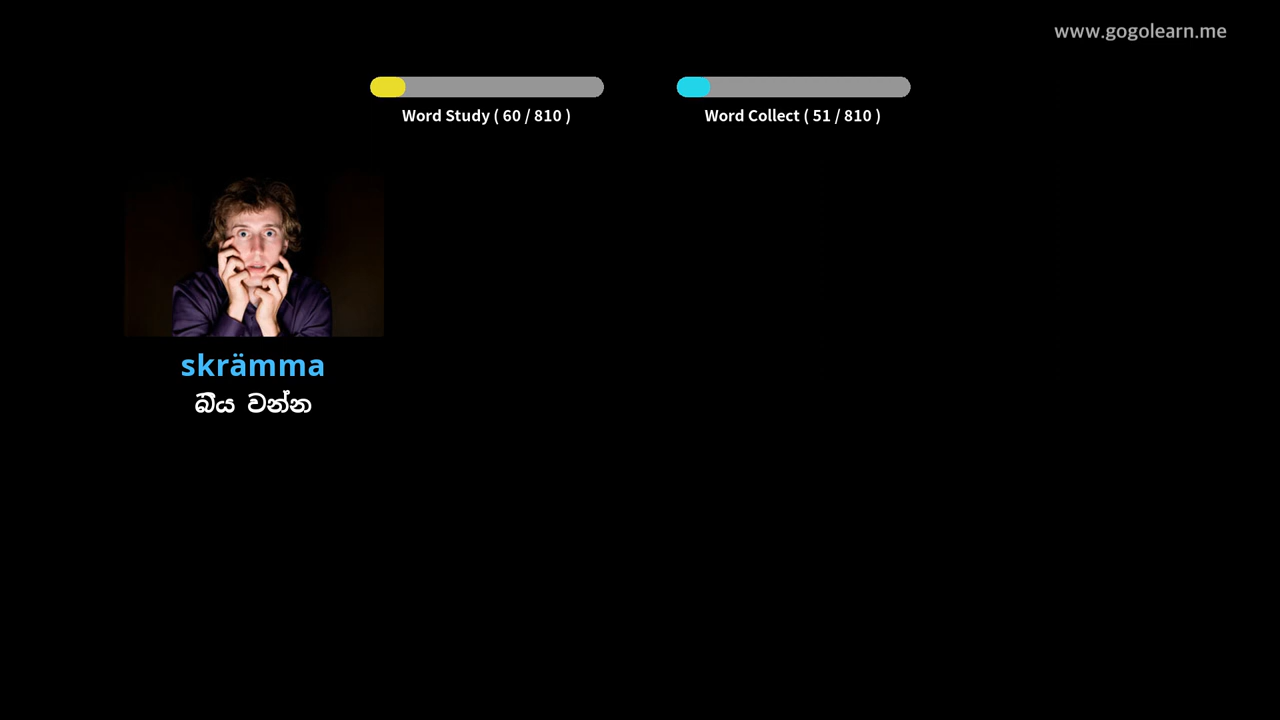 www.gogolearn.me
Word Study ( 60 / 810 )
Word Collect ( 51 / 810 )
skrämma
බිය වන්න